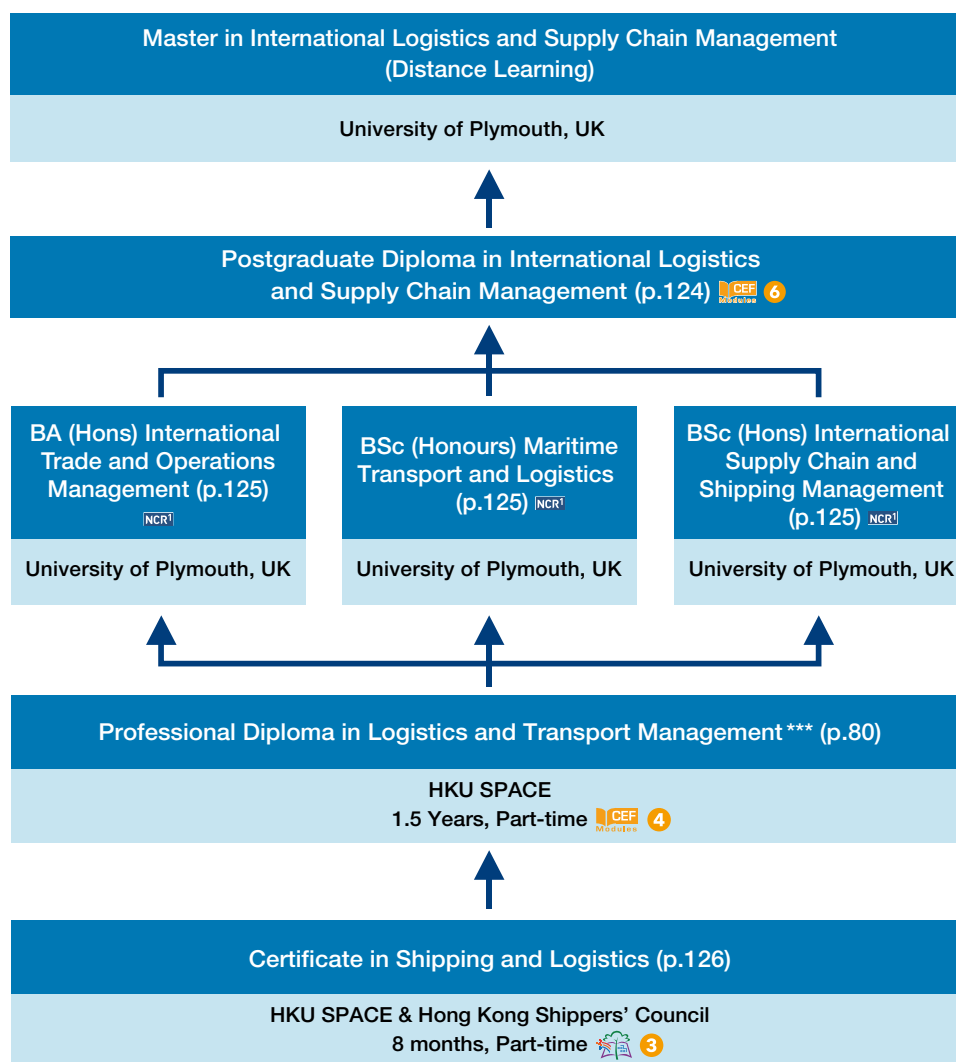 Master in International Logistics and Supply Chain Management
(Distance Learning)
University of Plymouth, UK
Postgraduate Diploma in International Logistics
and Supply Chain Management (p.124) CEF Modules 6
BA (Hons) International
Trade and Operations
Management (p.125)
NCR¹
University of Plymouth, UK
BSc (Honours) Maritime
Transport and Logistics
(p.125) NCR¹
University of Plymouth, UK
BSc (Hons) International
Supply Chain and
Shipping Management
(p.125) NCR¹
University of Plymouth, UK
Professional Diploma in Logistics and Transport Management *** (p.80)
HKU SPACE
1.5 Years, Part-time CEF Modules 4
Certificate in Shipping and Logistics (p.126)
HKU SPACE & Hong Kong Shippers’ Council
8 months, Part-time 3